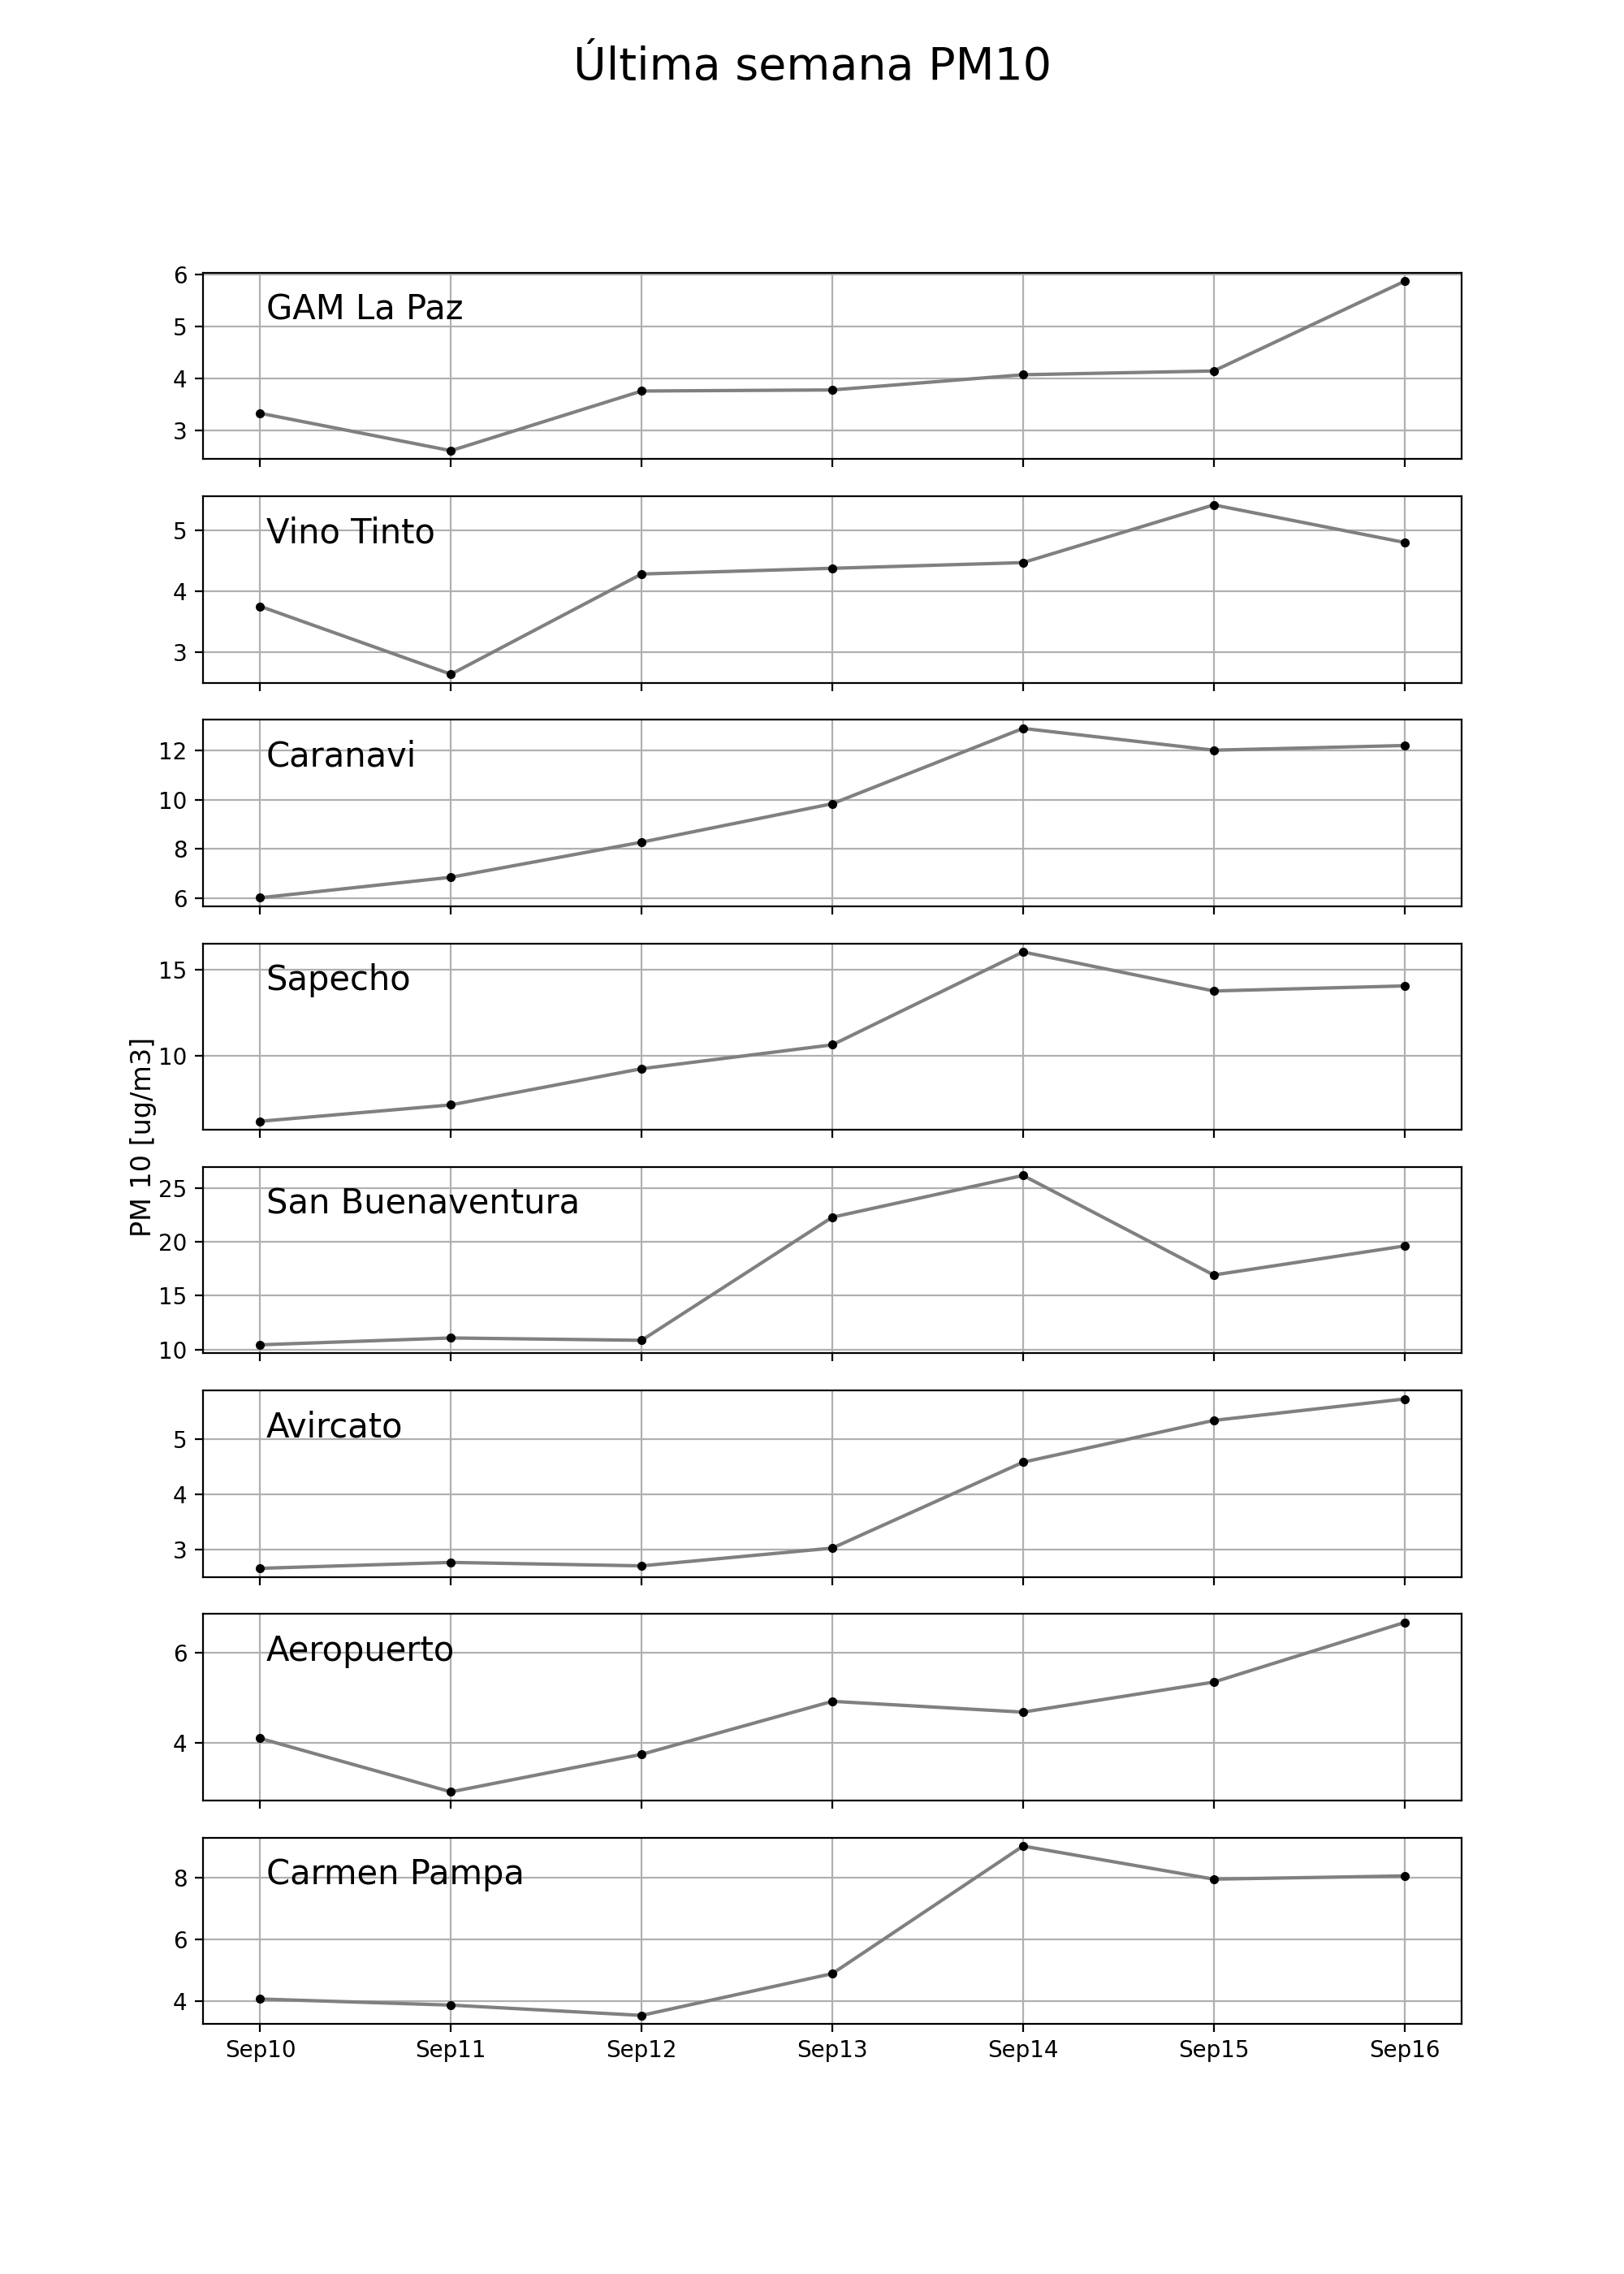 Última semana PM10
6
GAM La Paz
5
4
3
Vino Tinto
5
4
3
Caranavi
12
10
8
6
Sapecho
15
10
PM 10 [ug/m3]
San Buenaventura
25
20
15
10
Avircato
5
4
3
Aeropuerto
6
4
Carmen Pampa
8
6
4
Sep10 Sep11 Sep12 Sep13 Sep14 Sep15 Sep16